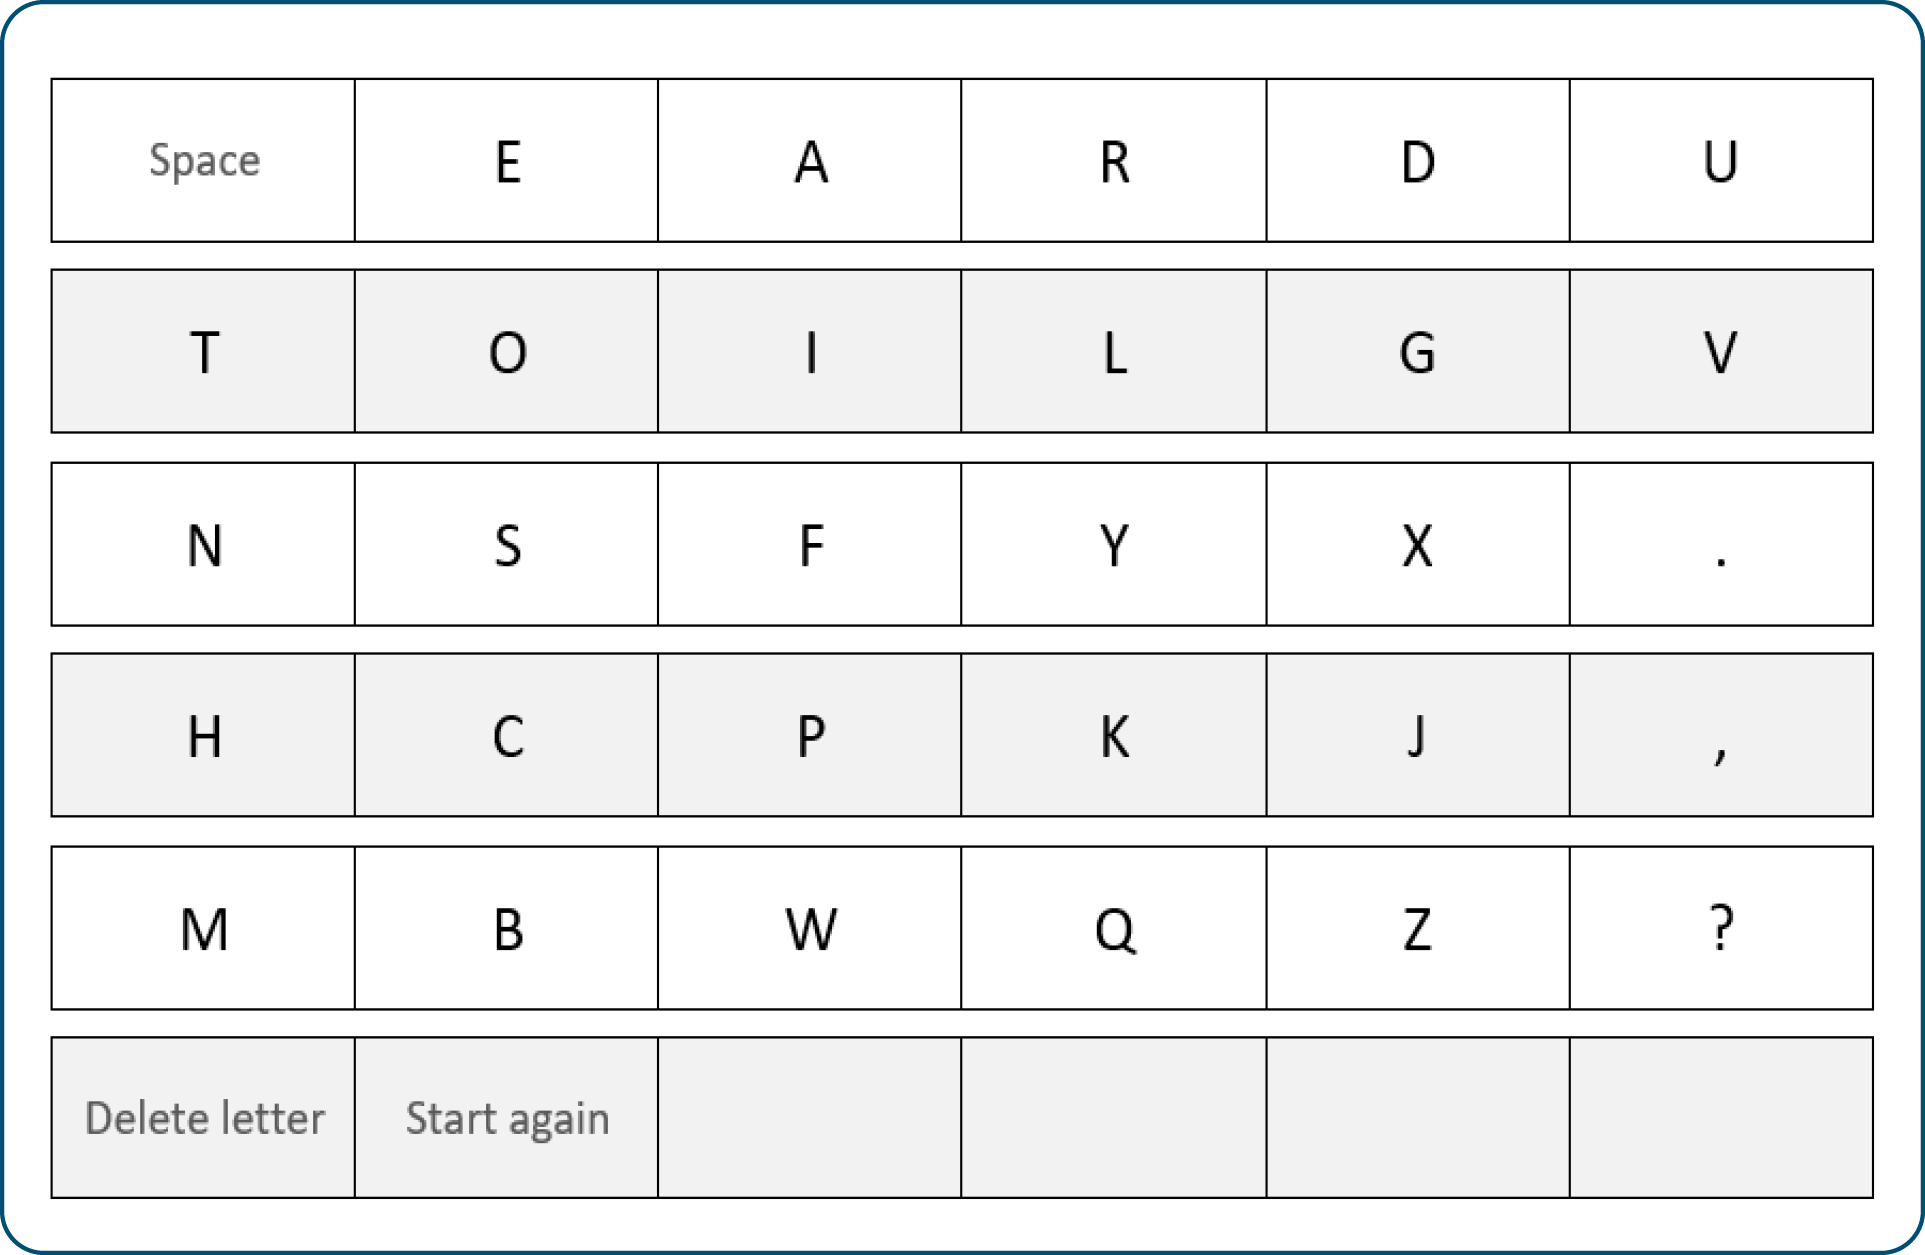 Space E A R D U
T O I L G V
N S F Y X .
H C P K J ,
M B W Q Z ?
Delete letter Start again